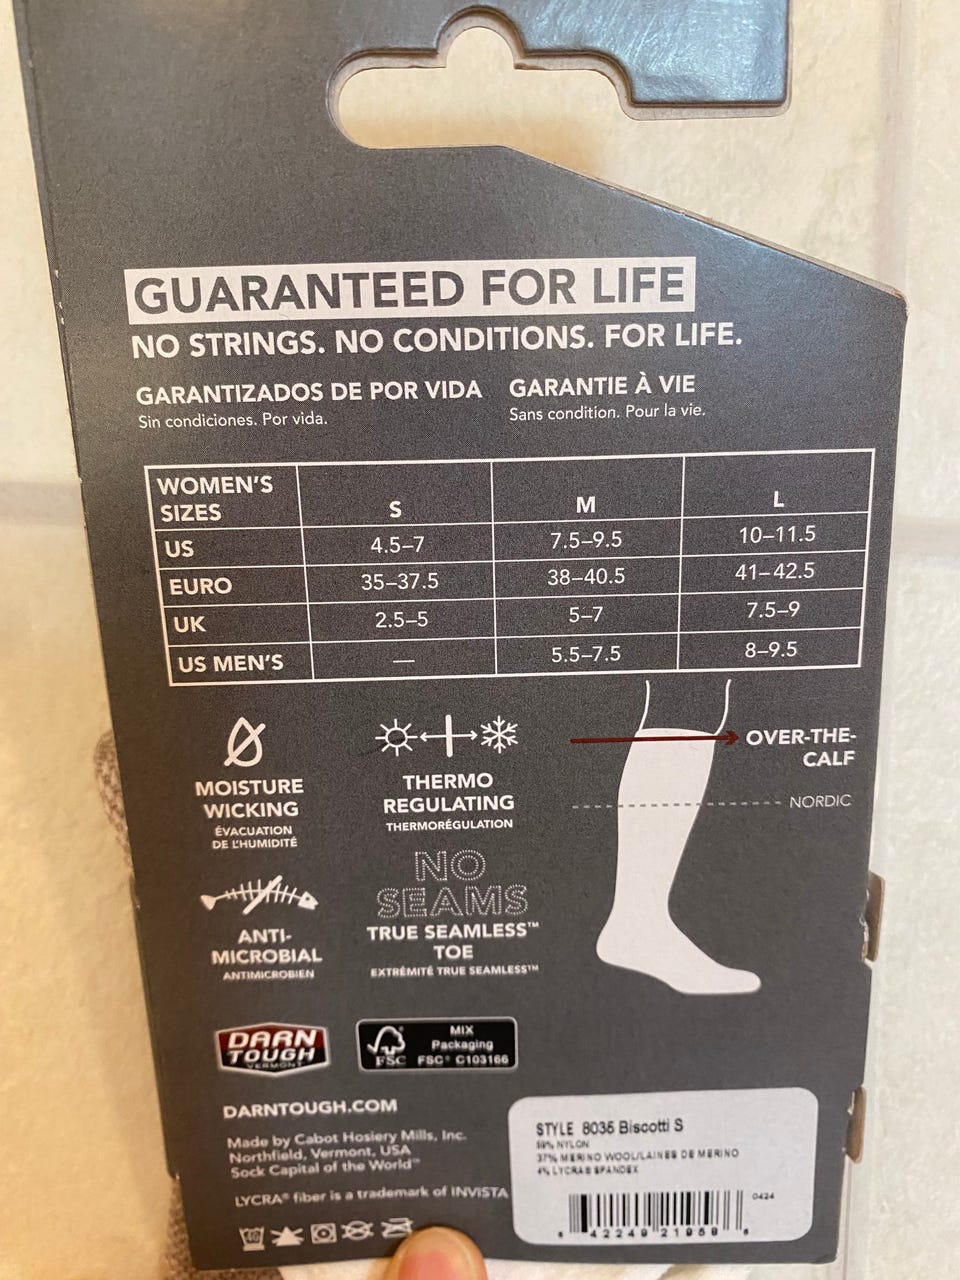 GUARANTEED FOR LIFE
NO STRINGS. NO CONDITIONS. FOR LIFE.
GARANTIZADOS DE POR VIDA
Sin condiciones. Por vida.
GARANTIE À VIE
Sans condition. Pour la vie.
WOMEN'S SIZES S M L
US 4.5–7 7.5–9.5 10–11.5
EURO 35–37.5 38–40.5 41–42.5
UK 2.5–5 5–7 7.5–9
US MEN'S — 5.5–7.5 8–9.5
MOISTURE
WICKING
ÉVACUATION
DE L'HUMIDITÉ
THERMO
REGULATING
THERMORÉGULATION
OVER-THE-
CALF
NORDIC
ANTI-
MICROBIAL
ANTIMICROBIEN
NO
SEAMS
TRUE SEAMLESS™
TOE
EXTRÉMITÉ TRUE SEAMLESS™
DARN
TOUGH
VERMONT
FSC
MIX
Packaging
FSC® C103166
DARNTOUGH.COM
Made by Cabot Hosiery Mills, Inc.
Northfield, Vermont, USA
Sock Capital of the World™
LYCRA® fiber is a trademark of INVISTA
40
STYLE 8035 Biscotti S
59% NYLON
37% MERINO WOOL/LAINES DE MERINO
4% LYCRA® SPANDEX
0424
6 42249 21958 6